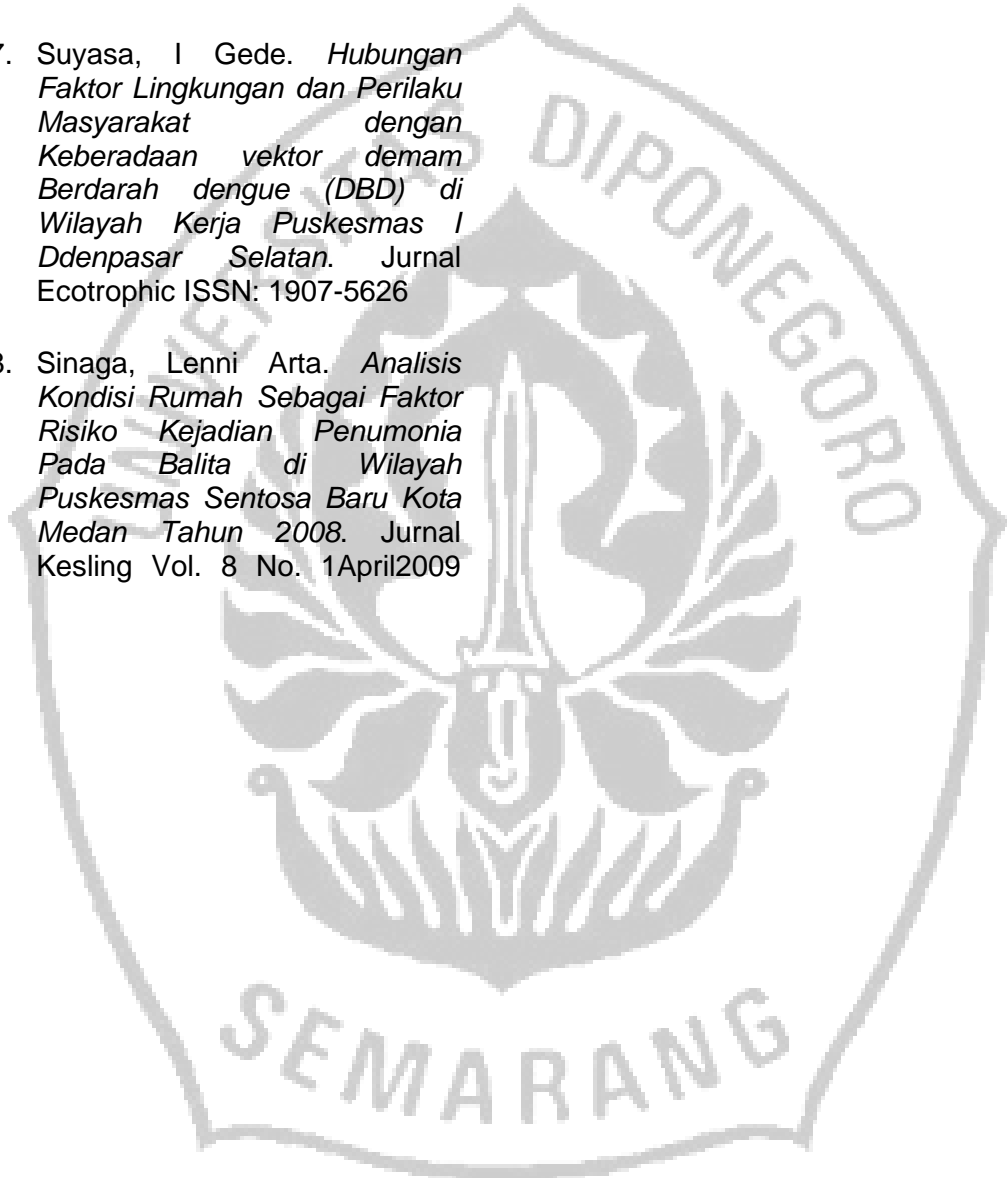 7. Suyasa, I Gede. Hubungan
Faktor Lingkungan dan Perilaku
Masyarakat dengan
Keberadaan vektor demam
Berdarah dengue (DBD) di
Wilayah Kerja Puskesmas I
Ddenpasar Selatan. Jurnal
Ecotrophic ISSN: 1907-5626
8. Sinaga, Lenni Arta. Analisis
Kondisi Rumah Sebagai Faktor
Risiko Kejadian Penumonia
Pada Balita di Wilayah
Puskesmas Sentosa Baru Kota
Medan Tahun 2008. Jurnal
Kesling Vol. 8 No. 1April2009
UNIVERSITAS DIPONEGORO
SEMARANG